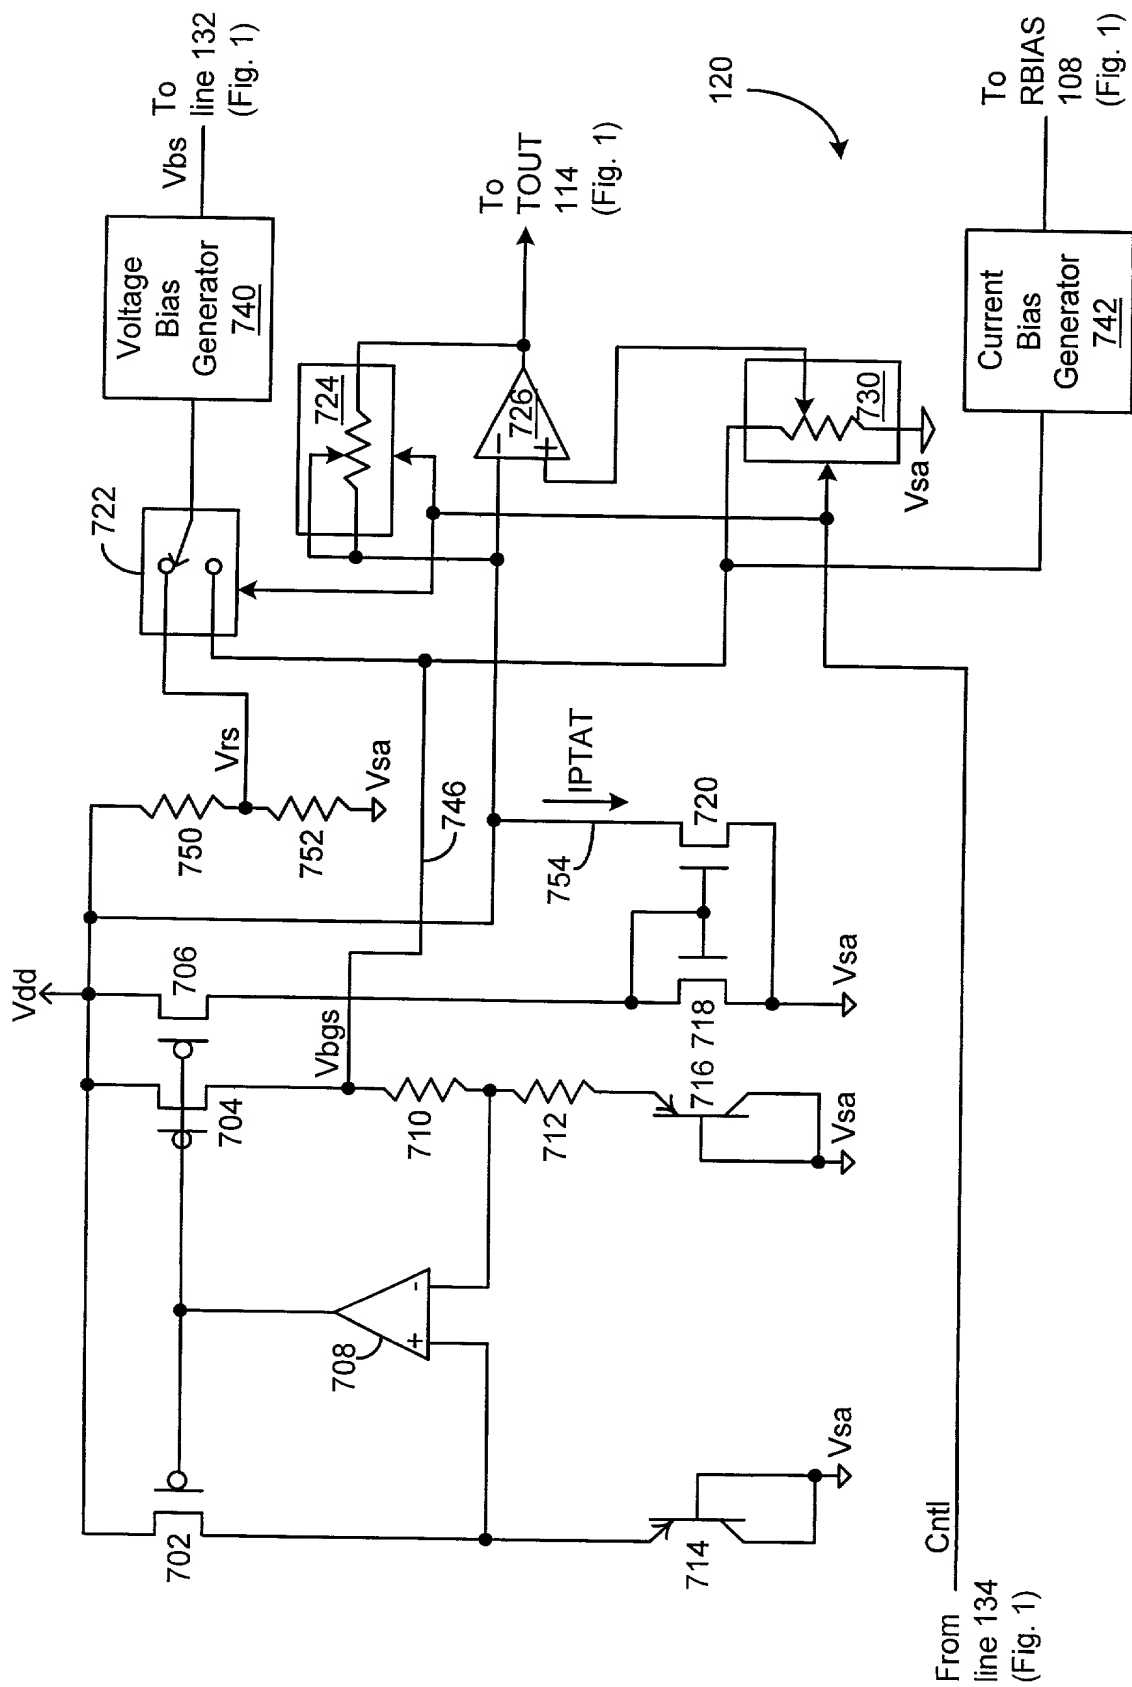 Vdd
702
704
706
708
+
-
Vbgs
710
712
714
Vsa
716
Vsa
718
720
Vsa
750
752
Vrs
Vsa
746
754
IPTAT
722
724
726
-
+
730
Vsa
Voltage
Bias
Generator
740
Vbs
To
line 132
(Fig. 1)
To
TOUT
114
(Fig. 1)
120
Current
Bias
Generator
742
To
RBIAS
108
(Fig. 1)
Cntl
From
line 134
(Fig. 1)